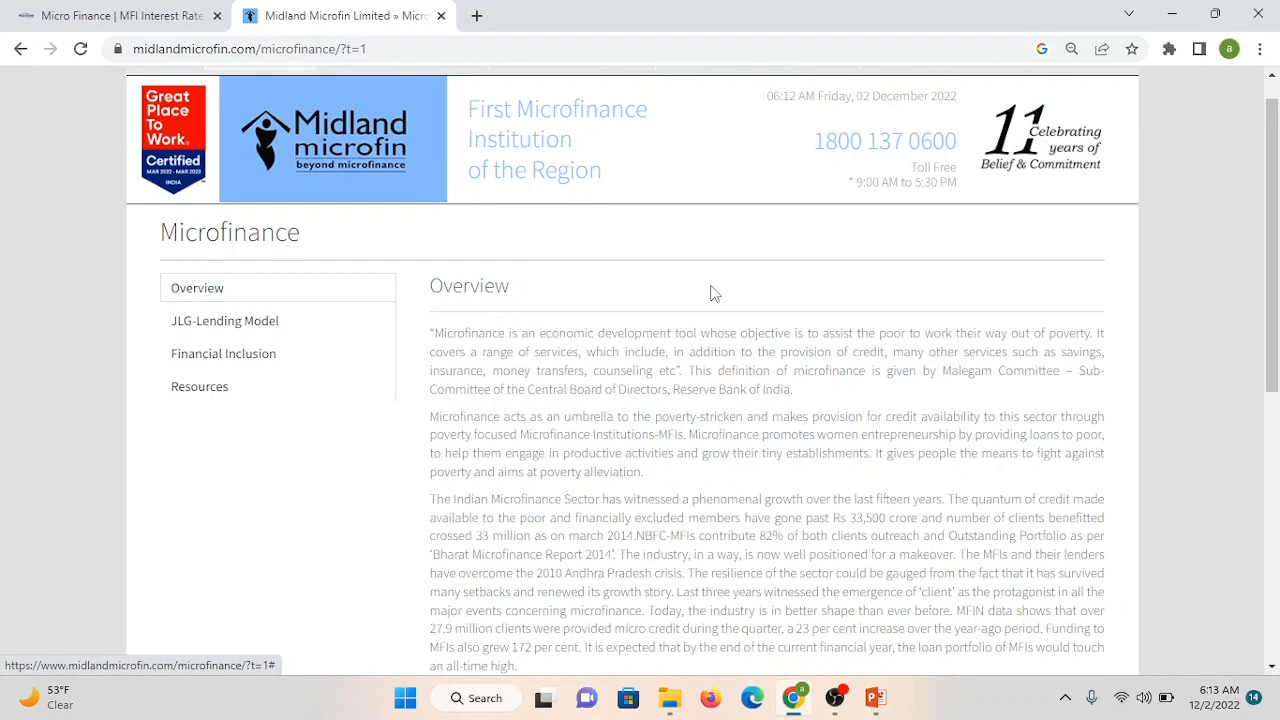 Microfinance | MFI Interest Rate
Midland Microfin Limited » Micro
midlandmicrofin.com/microfinance/?t=1
a
Great
Place
To
Work®
Certified
MAR 2022 - MAR 2023
INDIA
Midland
microfin
beyond microfinance
First Microfinance
Institution
of the Region
06:12 AM Friday, 02 December 2022
1800 137 0600
Toll Free
* 9:00 AM to 5:30 PM
11 Celebrating
years of
Belief & Commitment
Microfinance
Overview
JLG-Lending Model
Financial Inclusion
Resources
Overview
“Microfinance is an economic development tool whose objective is to assist the poor to work their way out of poverty. It
covers a range of services, which include, in addition to the provision of credit, many other services such as savings,
insurance, money transfers, counseling etc”. This definition of microfinance is given by Malegam Committee – Sub-
Committee of the Central Board of Directors, Reserve Bank of India.
Microfinance acts as an umbrella to the poverty-stricken and makes provision for credit availability to this sector through
poverty focused Microfinance Institutions-MFIs. Microfinance promotes women entrepreneurship by providing loans to poor,
to help them engage in productive activities and grow their tiny establishments. It gives people the means to fight against
poverty and aims at poverty alleviation.
The Indian Microfinance Sector has witnessed a phenomenal growth over the last fifteen years. The quantum of credit made
available to the poor and financially excluded members have gone past Rs 33,500 crore and number of clients benefitted
crossed 33 million as on march 2014.NBFC-MFIs contribute 82% of both clients outreach and Outstanding Portfolio as per
‘Bharat Microfinance Report 2014’. The industry, in a way, is now well positioned for a makeover. The MFIs and their lenders
have overcome the 2010 Andhra Pradesh crisis. The resilience of the sector could be gauged from the fact that it has survived
many setbacks and renewed its growth story. Last three years witnessed the emergence of ‘client’ as the protagonist in all the
major events concerning microfinance. Today, the industry is in better shape than ever before. MFIN data shows that over
27.9 million clients were provided micro credit during the quarter, a 23 per cent increase over the year-ago period. Funding to
MFIs also grew 172 per cent. It is expected that by the end of the current financial year, the loan portfolio of MFIs would touch
an all-time high.
https://www.midlandmicrofin.com/microfinance/?t=1#
53°F
Clear
Search
a
6:13 AM
12/2/2022
14